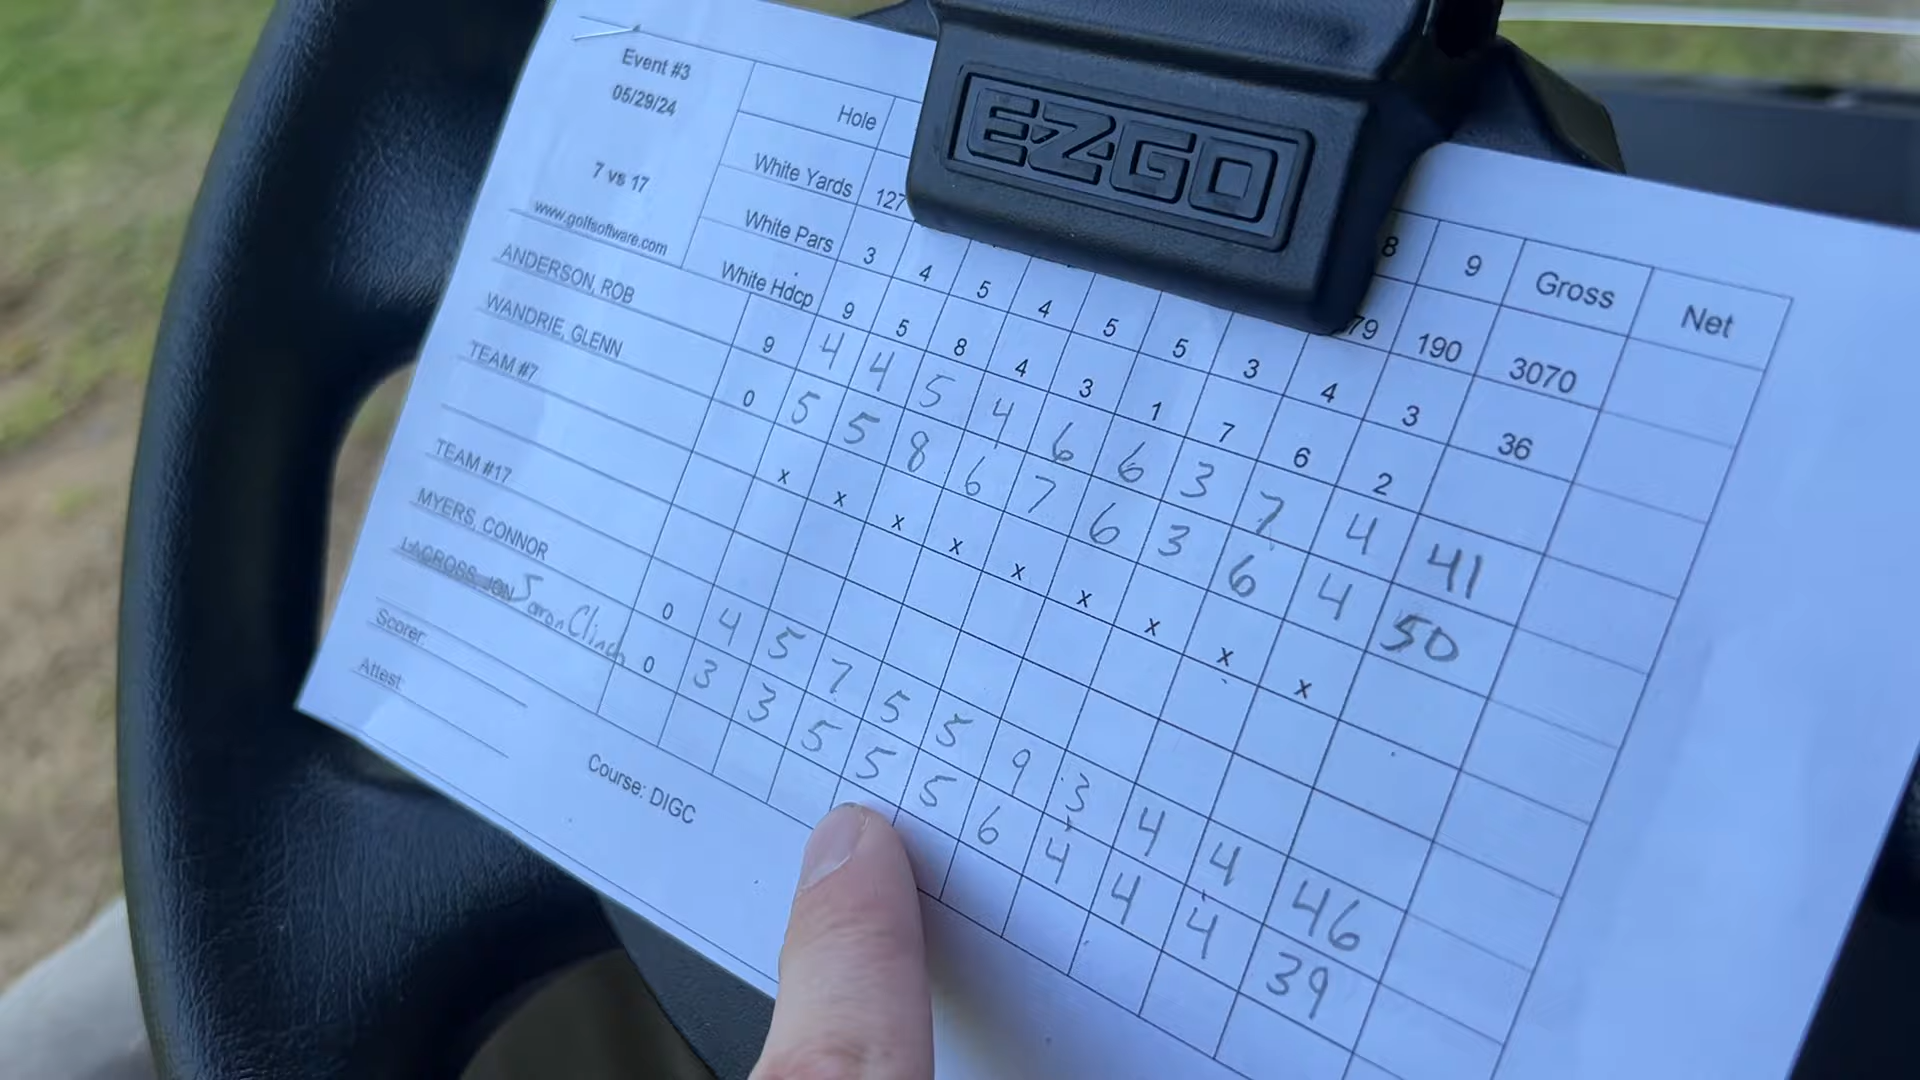 EZGO
Event #3
05/29/24
7 vs 17
www.golfsoftware.com
Hole 8 9 Gross Net
White Yards 127 79 190 3070
White Pars 3 4 5 4 5 5 3 4 3 36
White Hdcp 9 5 8 4 3 1 7 6 2
ANDERSON, ROB 9 4 4 5 4 6 6 3 7 4 41
WANDRIE, GLENN 0 5 5 8 6 7 6 3 6 4 50
TEAM #7 x x x x x x x x x
TEAM #17
MYERS, CONNOR 0 4 5 7 5 5 9 3 4 4 46
LACROSS, JON 0 3 3 5 5 5 6 4 4 4 39
Scorer:
Attest
Course: DIGC